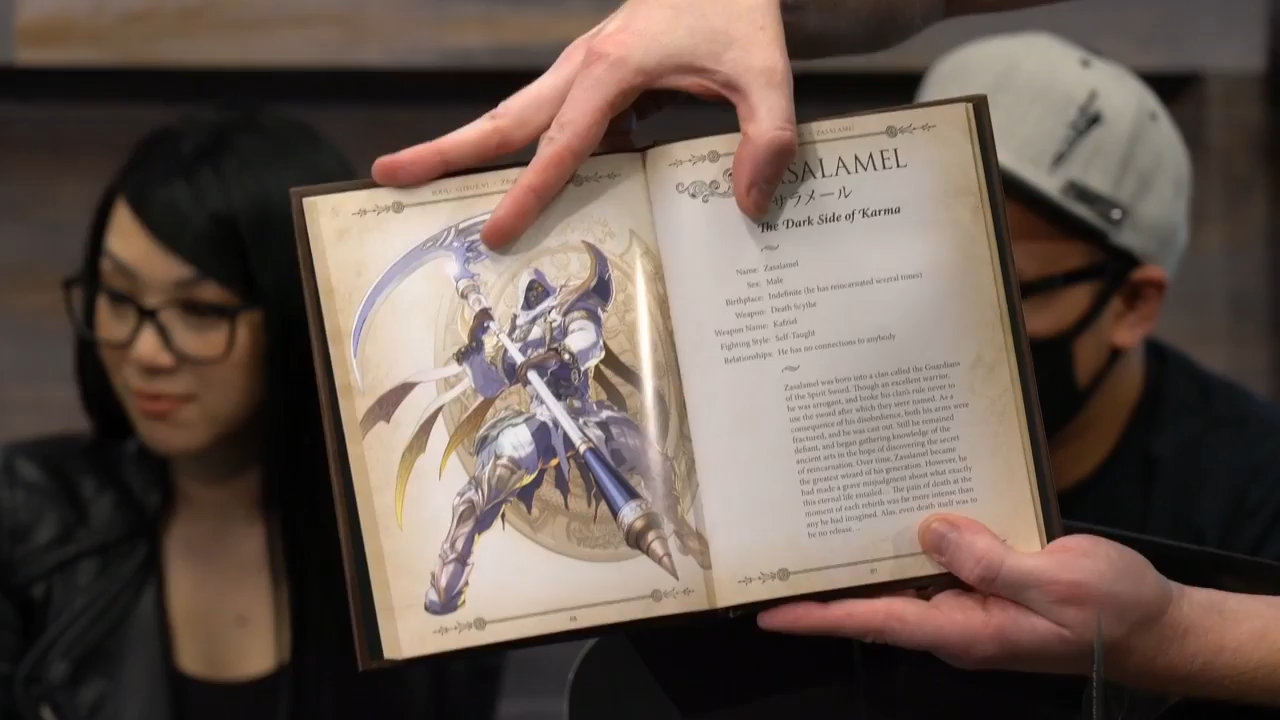 ZASALAMEL
ASALAMEL
サラメール
The Dark Side of Karma
Name: Zasalamel
Sex: Male
Birthplace: Indefinite (he has reincarnated several times)
Weapon: Death Scythe
Weapon Name: Kafziel
Fighting Style: Self-Taught
Relationships: He has no connections to anybody
Zasalamel was born into a clan called the Guardians
of the Spirit Sword. Though an excellent warrior,
he was arrogant, and broke his clan's rule never to
use the sword after which they were named. As a
consequence of his disobedience, both his arms were
fractured, and he was cast out. Still he remained
defiant, and began gathering knowledge of the
ancient arts in the hope of discovering the secret
of reincarnation. Over time, Zasalamel became
the greatest wizard of his generation. However, he
had made a grave misjudgment about what exactly
this eternal life entailed... The pain of death at the
moment of each rebirth was far more intense than
any he had imagined. Alas, even death itself was to
be no release...